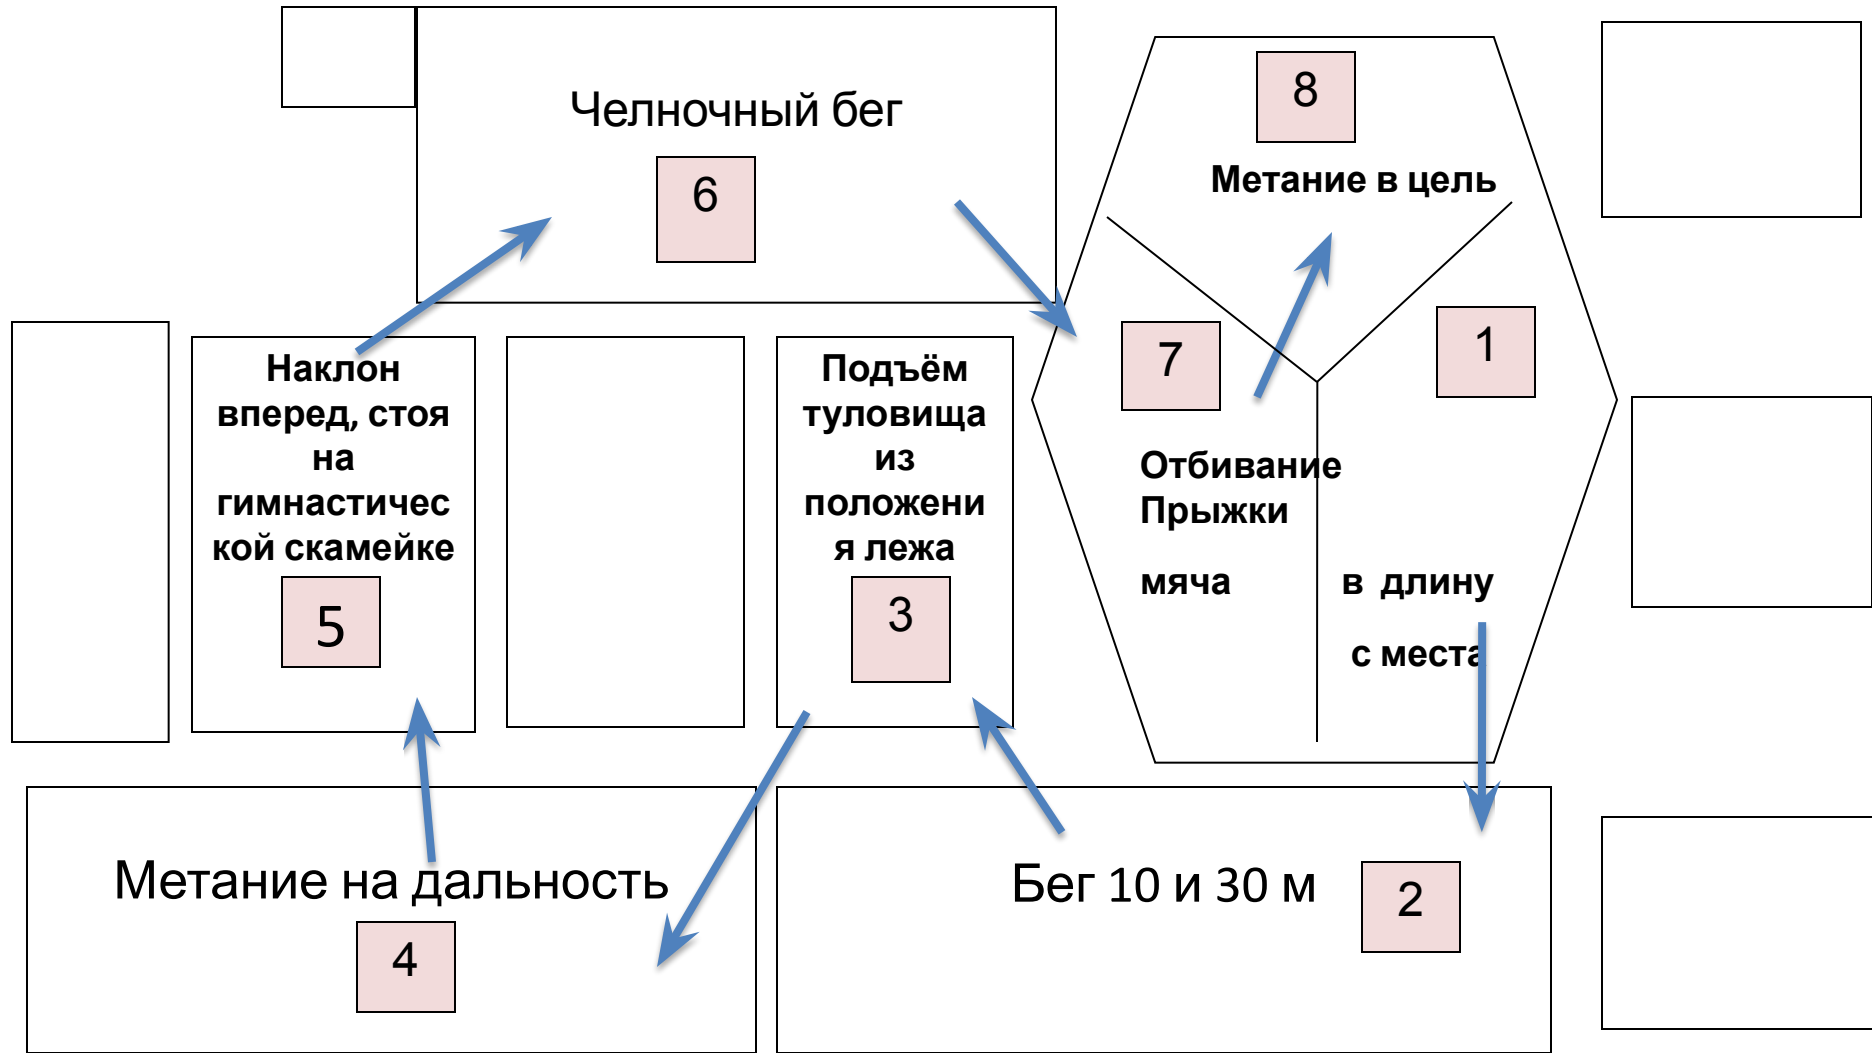 Челночный бег
6
8
Метание в цель
7
1
Отбивание
Прыжки
мяча в длину
с места
Наклон
вперед, стоя
на
гимнастичес
кой скамейке
5
Подъём
туловища
из
положени
я лежа
3
Метание на дальность
4
Бег 10 и 30 м
2